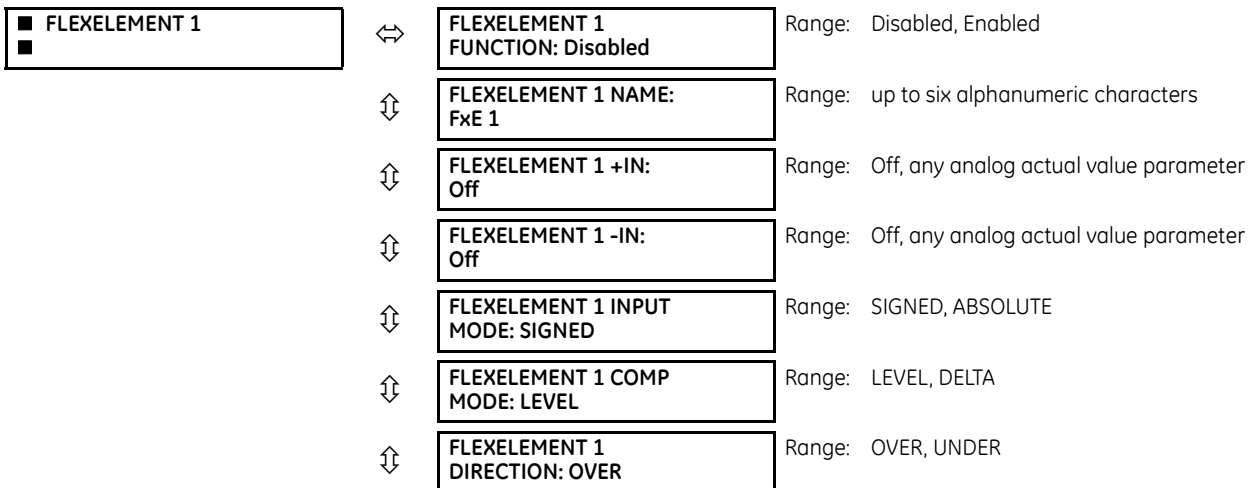 ■ FLEXELEMENT 1
■
FLEXELEMENT 1
FUNCTION: Disabled
Range: Disabled, Enabled
FLEXELEMENT 1 NAME:
FxE 1
Range: up to six alphanumeric characters
FLEXELEMENT 1 +IN:
Off
Range: Off, any analog actual value parameter
FLEXELEMENT 1 -IN:
Off
Range: Off, any analog actual value parameter
FLEXELEMENT 1 INPUT
MODE: SIGNED
Range: SIGNED, ABSOLUTE
FLEXELEMENT 1 COMP
MODE: LEVEL
Range: LEVEL, DELTA
FLEXELEMENT 1
DIRECTION: OVER
Range: OVER, UNDER